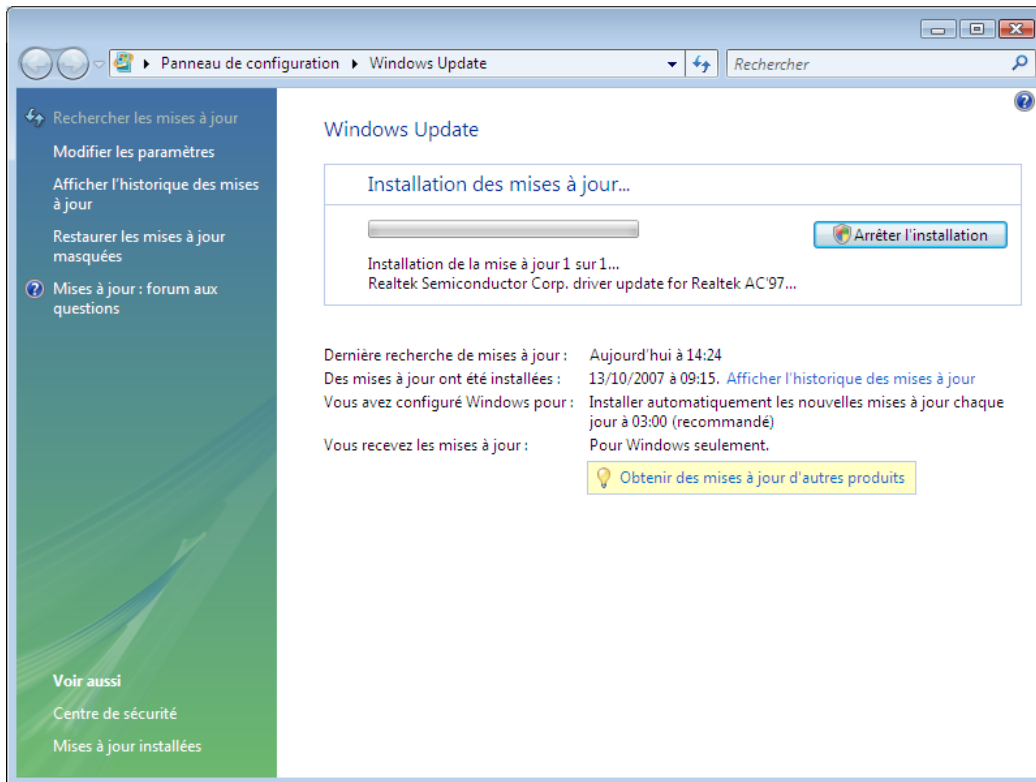 Panneau de configuration
Windows Update
Rechercher
Rechercher les mises à jour
Modifier les paramètres
Afficher l'historique des mises
à jour
Restaurer les mises à jour
masquées
Mises à jour : forum aux
questions
Voir aussi
Centre de sécurité
Mises à jour installées
Windows Update
Installation des mises à jour...
Arrêter l'installation
Installation de la mise à jour 1 sur 1...
Realtek Semiconductor Corp. driver update for Realtek AC'97...
Dernière recherche de mises à jour : Aujourd'hui à 14:24
Des mises à jour ont été installées : 13/10/2007 à 09:15. Afficher l'historique des mises à jour
Vous avez configuré Windows pour : Installer automatiquement les nouvelles mises à jour chaque
jour à 03:00 (recommandé)
Vous recevez les mises à jour : Pour Windows seulement.
Obtenir des mises à jour d'autres produits